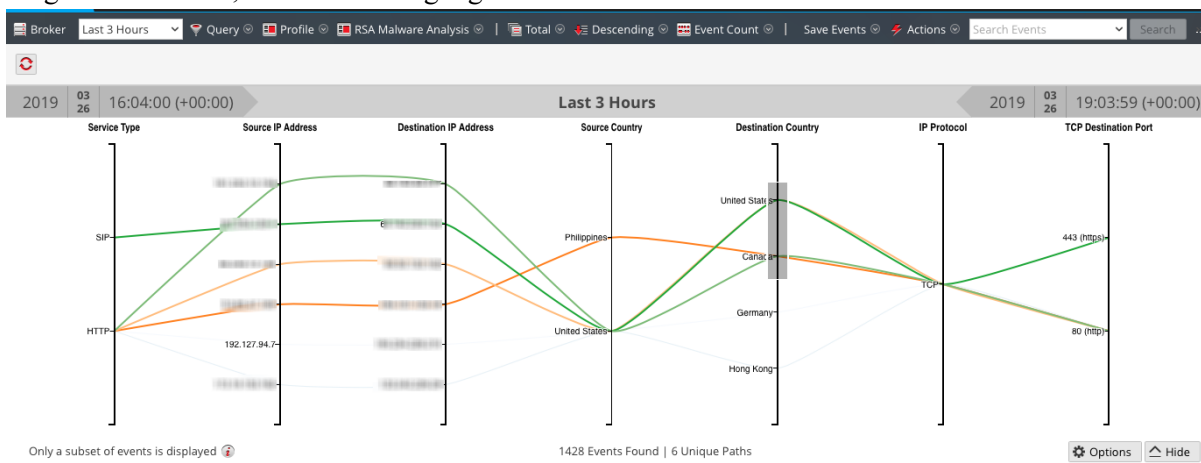 Broker Last 3 Hours Query Profile RSA Malware Analysis | Total Descending Event Count | Save Events Actions Search Events Search ...
2019 03 26 16:04:00 (+00:00) Last 3 Hours 2019 03 26 19:03:59 (+00:00)
Service Type Source IP Address Destination IP Address Source Country Destination Country IP Protocol TCP Destination Port
United States
SIP Philippines 443 (https)
Canada
TCP
Germany
HTTP United States 80 (http)
192.127.94.7
Hong Kong
Only a subset of events is displayed 1428 Events Found | 6 Unique Paths Options Hide